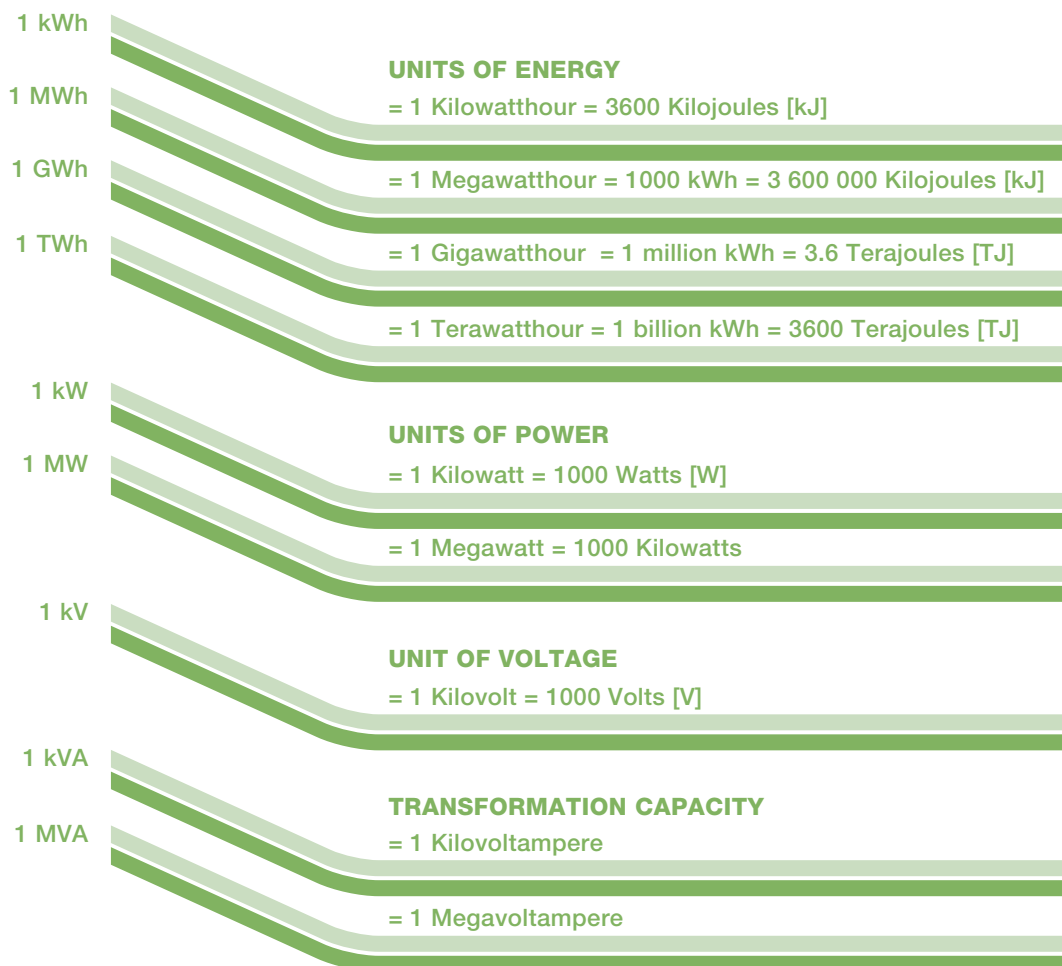 1 kWh
UNITS OF ENERGY
= 1 Kilowatthour = 3600 Kilojoules [kJ]
1 MWh
= 1 Megawatthour = 1000 kWh = 3 600 000 Kilojoules [kJ]
1 GWh
= 1 Gigawatthour = 1 million kWh = 3.6 Terajoules [TJ]
1 TWh
= 1 Terawatthour = 1 billion kWh = 3600 Terajoules [TJ]
1 kW
UNITS OF POWER
= 1 Kilowatt = 1000 Watts [W]
1 MW
= 1 Megawatt = 1000 Kilowatts
1 kV
UNIT OF VOLTAGE
= 1 Kilovolt = 1000 Volts [V]
1 kVA
TRANSFORMATION CAPACITY
= 1 Kilovoltampere
1 MVA
= 1 Megavoltampere